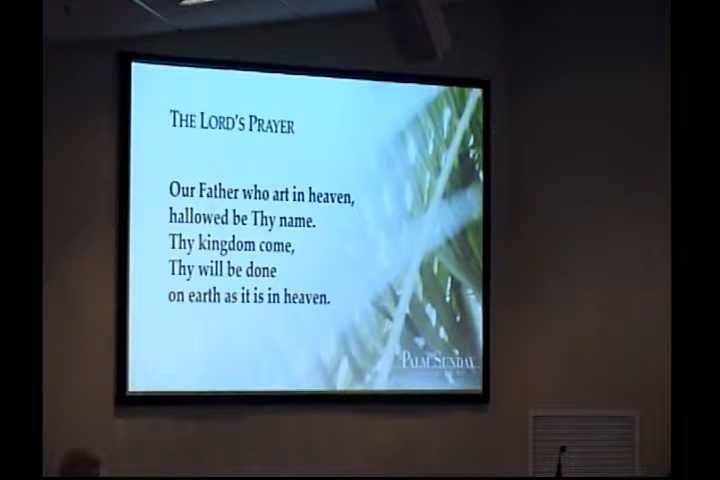 THE LORD'S PRAYER
Our Father who art in heaven,
hallowed be Thy name.
Thy kingdom come,
Thy will be done
on earth as it is in heaven.
PALM SUNDAY